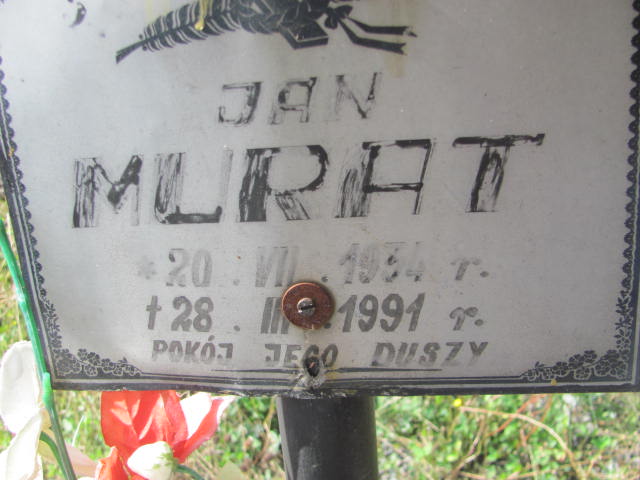 JAN
MURAT
* 20 . VII . 1934 r.
† 28 . III . 1991 r.
POKÓJ JEGO DUSZY